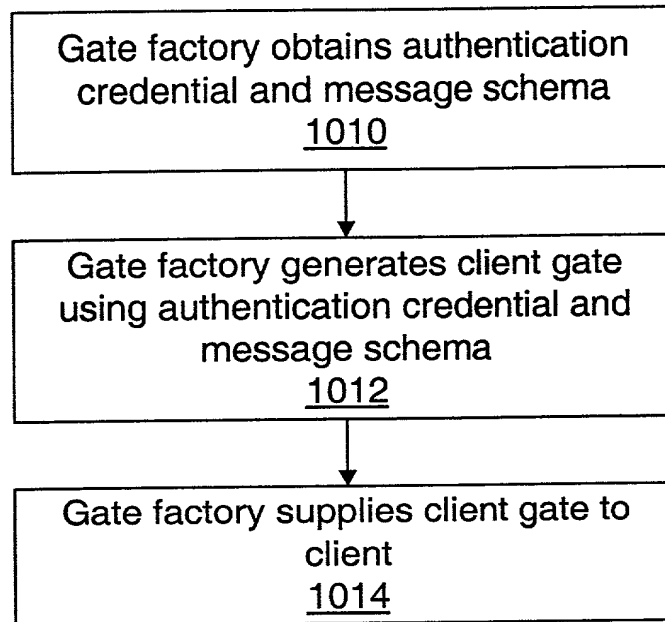 Gate factory obtains authentication
credential and message schema
1010
Gate factory generates client gate
using authentication credential and
message schema
1012
Gate factory supplies client gate to
client
1014